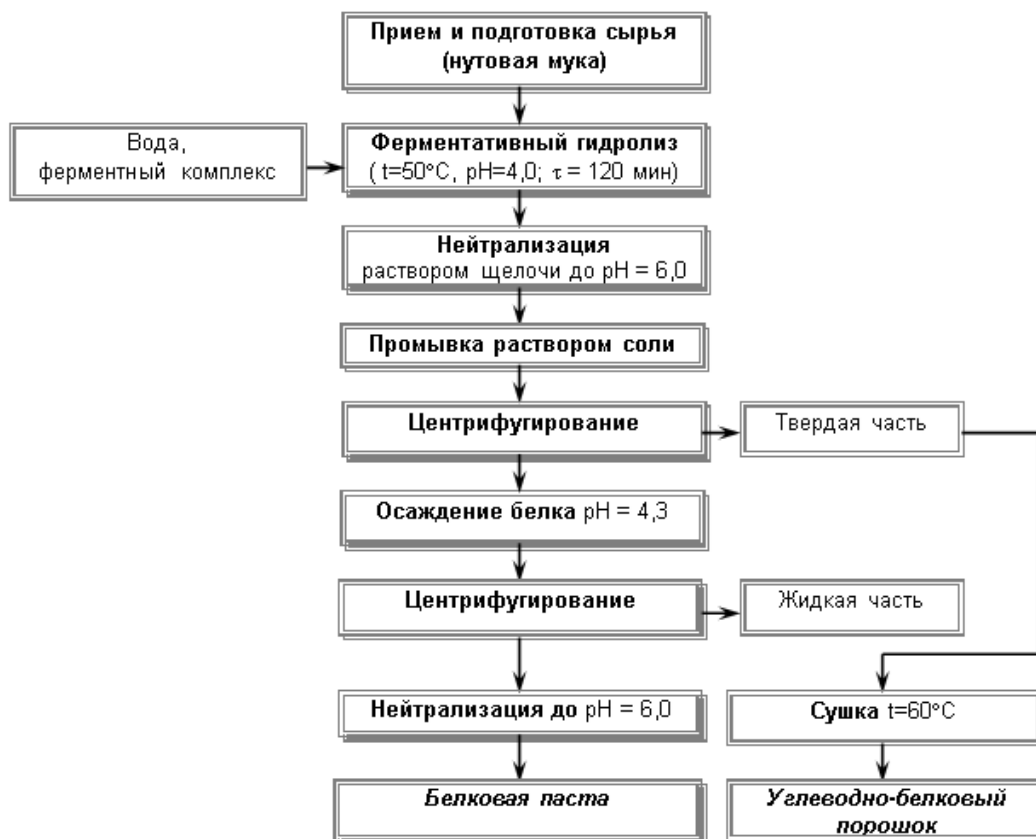 Прием и подготовка сырья
(нутовая мука)
Вода,
ферментный комплекс
Ферментативный гидролиз
( t=50°C, pH=4,0; τ = 120 мин)
Нейтрализация
раствором щелочи до pH = 6,0
Промывка раствором соли
Центрифугирование
Твердая часть
Осаждение белка pH = 4,3
Центрифугирование
Жидкая часть
Нейтрализация до pH = 6,0
Сушка t=60°C
Белковая паста
Углеводно-белковый
порошок